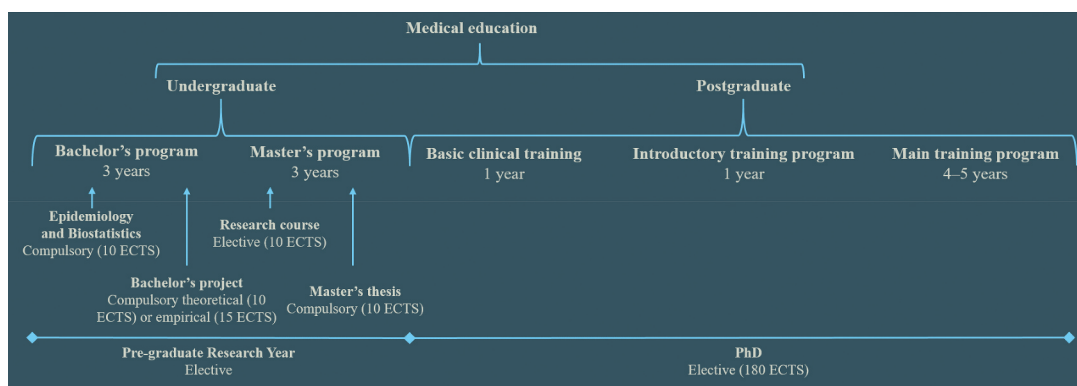 Medical education
Undergraduate
Postgraduate
Bachelor's program
3 years
Master's program
3 years
Basic clinical training
1 year
Introductory training program
1 year
Main training program
4–5 years
Epidemiology
and Biostatistics
Compulsory (10 ECTS)
Research course
Elective (10 ECTS)
Bachelor's project
Compulsory theoretical (10
ECTS) or empirical (15 ECTS)
Master's thesis
Compulsory (10 ECTS)
Pre-graduate Research Year
Elective
PhD
Elective (180 ECTS)